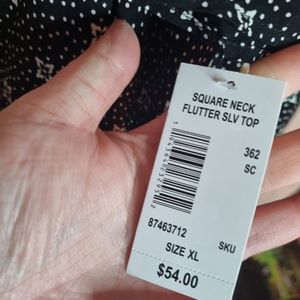 SQUARE NECK
FLUTTER SLV TOP
362
SC
87463712
SKU
SIZE XL
$54.00